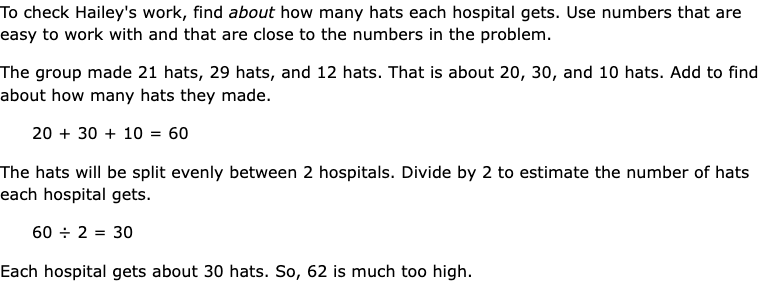 To check Hailey's work, find about how many hats each hospital gets. Use numbers that are
easy to work with and that are close to the numbers in the problem.
The group made 21 hats, 29 hats, and 12 hats. That is about 20, 30, and 10 hats. Add to find
about how many hats they made.
20 + 30 + 10 = 60
The hats will be split evenly between 2 hospitals. Divide by 2 to estimate the number of hats
each hospital gets.
60 ÷ 2 = 30
Each hospital gets about 30 hats. So, 62 is much too high.